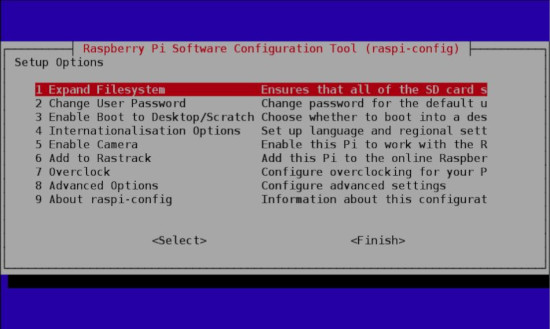 Raspberry Pi Software Configuration Tool (raspi-config)
Setup Options
1 Expand Filesystem Ensures that all of the SD card s
2 Change User Password Change password for the default u
3 Enable Boot to Desktop/Scratch Choose whether to boot into a des
4 Internationalisation Options Set up language and regional sett
5 Enable Camera Enable this Pi to work with the R
6 Add to Rastrack Add this Pi to the online Raspber
7 Overclock Configure overclocking for your P
8 Advanced Options Configure advanced settings
9 About raspi-config Information about this configurat
<Select> <Finish>